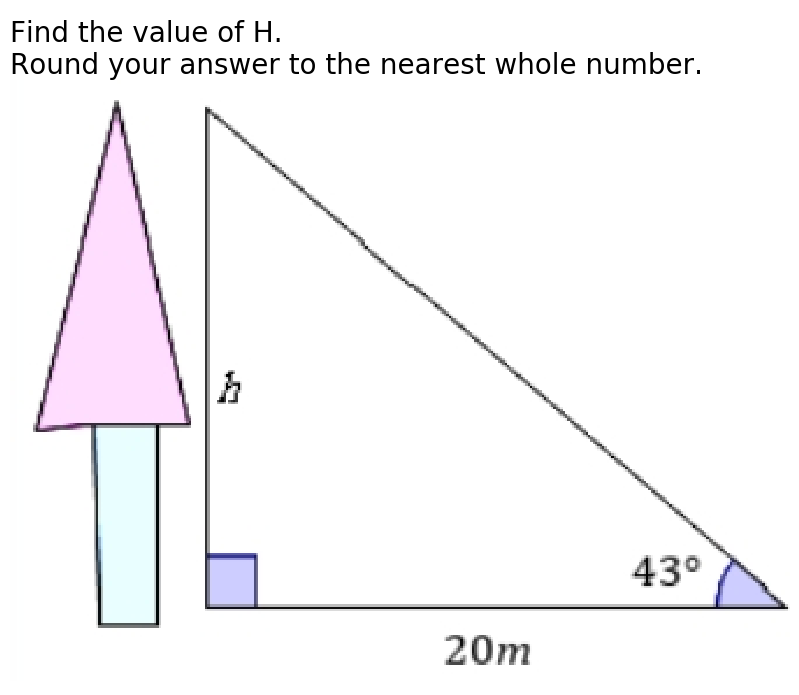 Find the value of H.
Round your answer to the nearest whole number.
h
43°
20m